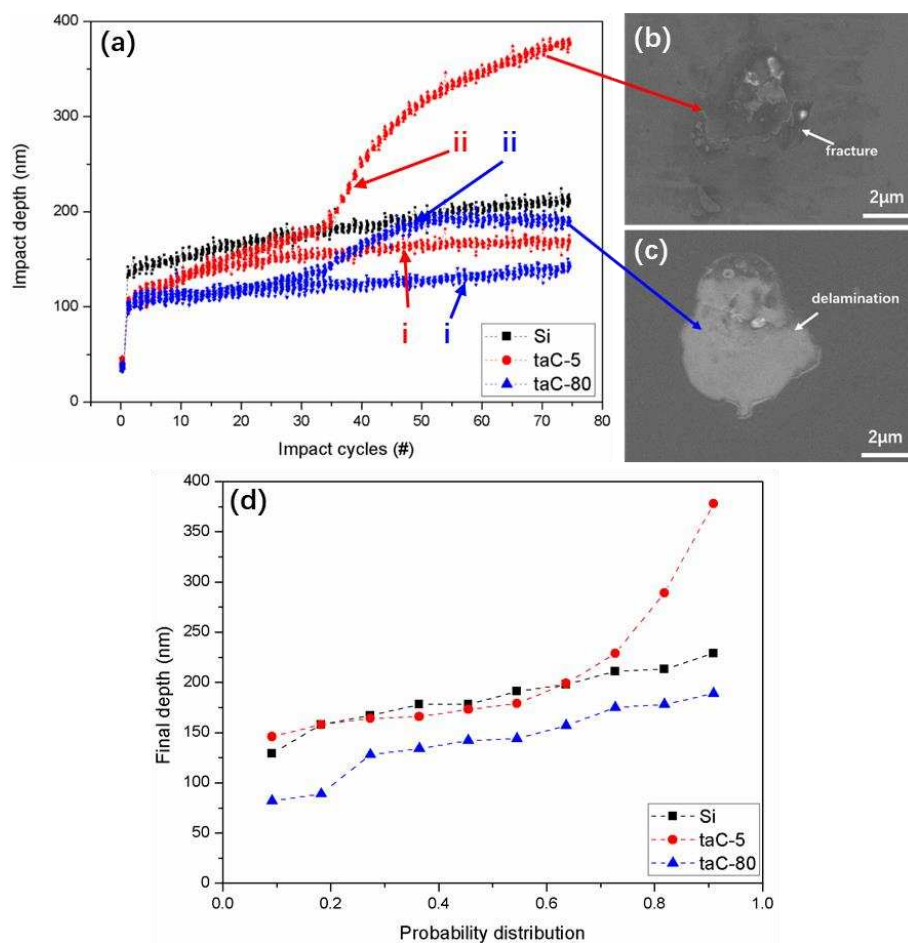 (a)
400
300
200
100
0
Impact depth (nm)
ii
ii
i
i
Si
taC-5
taC-80
0 10 20 30 40 50 60 70 80
Impact cycles (#)
(b)
fracture
2μm
(c)
delamination
2μm
(d)
400
350
300
250
200
150
100
50
0
Final depth (nm)
Si
taC-5
taC-80
0.0 0.2 0.4 0.6 0.8 1.0
Probability distribution